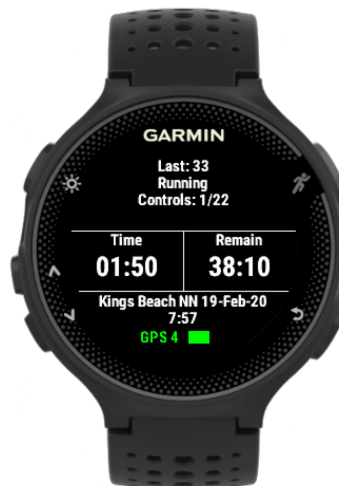 GARMIN
Last: 33
Running
Controls: 1/22
Time Remain
01:50 38:10
Kings Beach NN 19-Feb-20
7:57
GPS 4